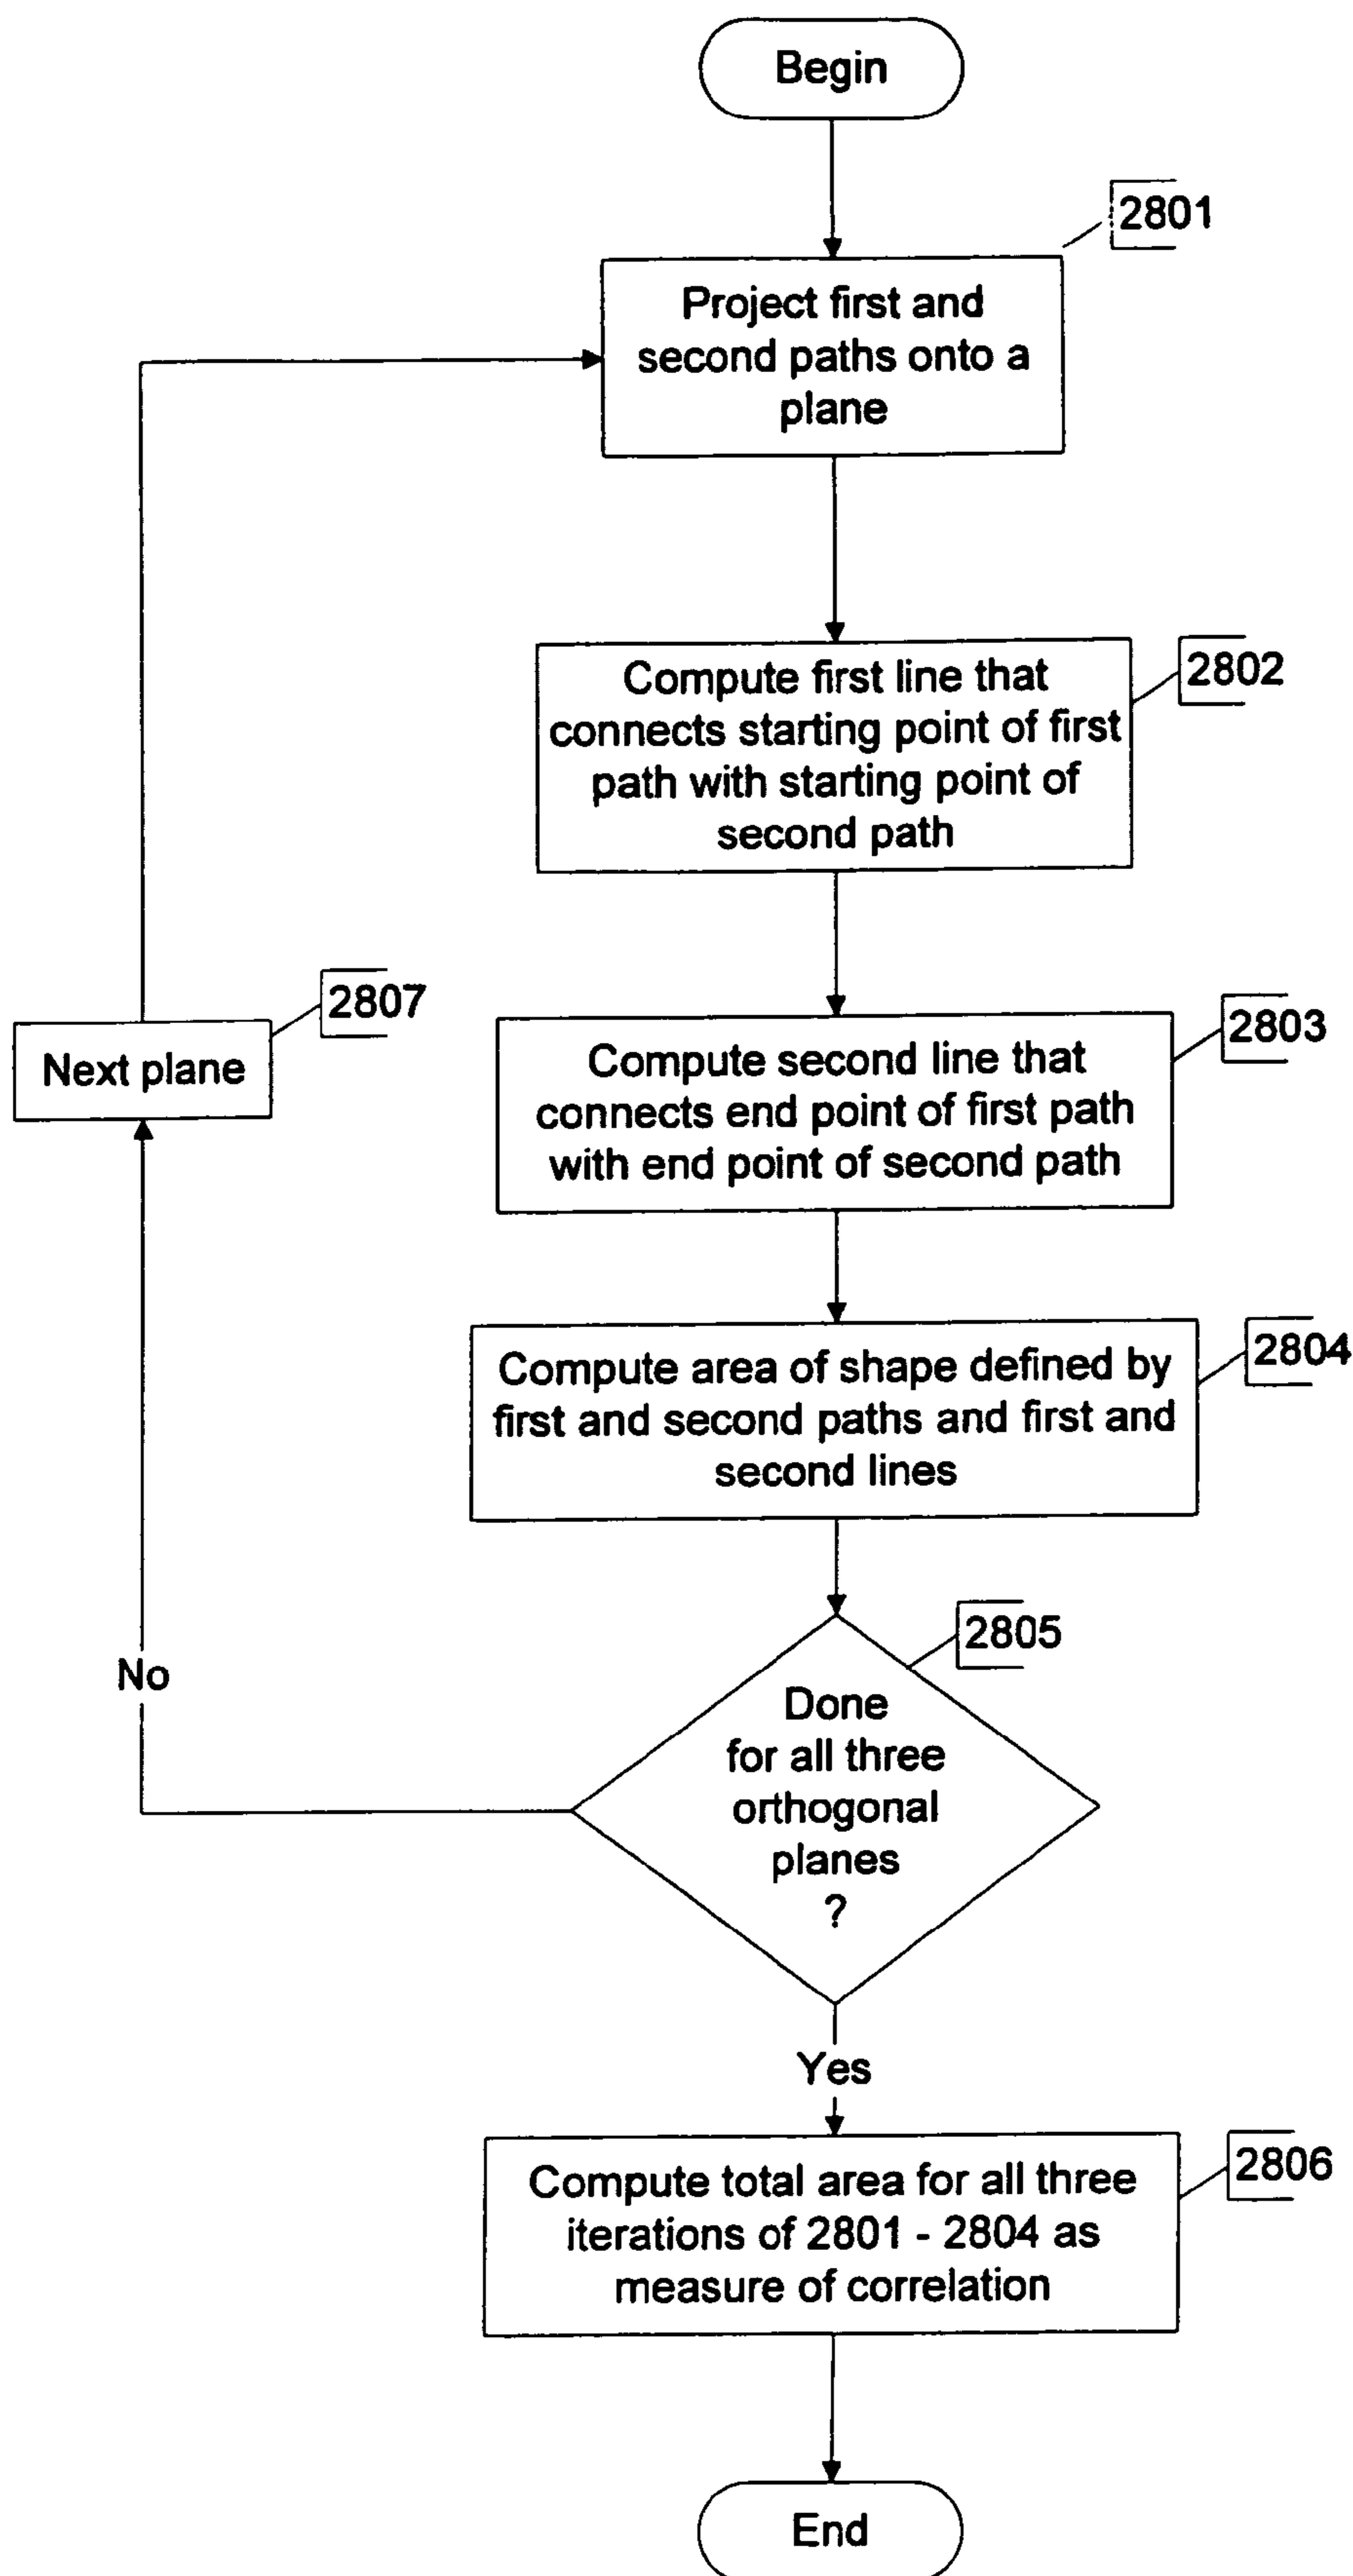 Begin
2801
Project first and
second paths onto a
plane
2802
Compute first line that
connects starting point of first
path with starting point of
second path
2807
Next plane
2803
Compute second line that
connects end point of first path
with end point of second path
2804
Compute area of shape defined by
first and second paths and first and
second lines
2805
Done
for all three
orthogonal
planes
?
No
Yes
2806
Compute total area for all three
iterations of 2801 - 2804 as
measure of correlation
End